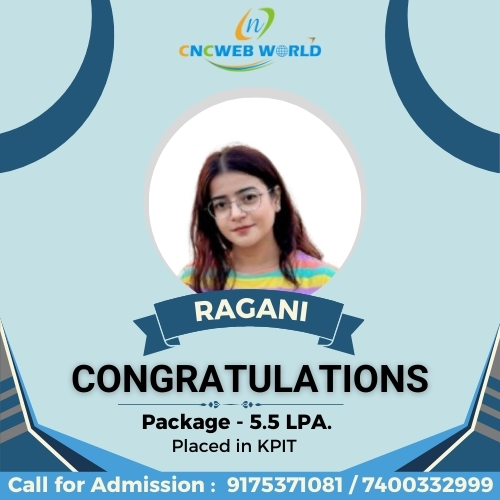 n
CNCWEB WORLD
RAGANI
CONGRATULATIONS
Package - 5.5 LPA.
Placed in KPIT
Call for Admission : 9175371081 / 7400332999